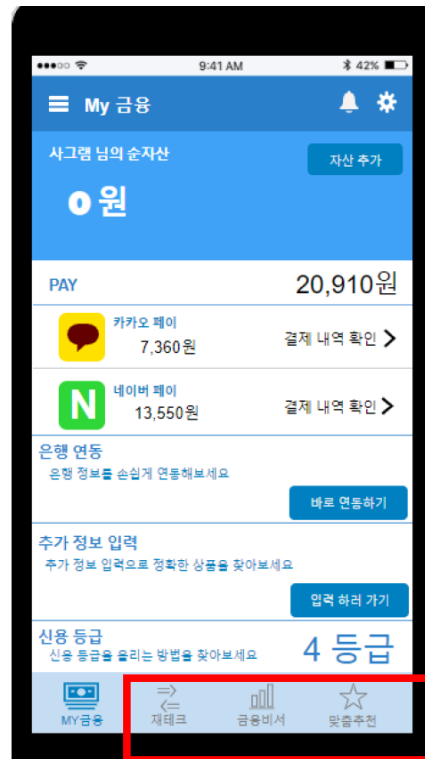 9:41 AM 42%
My 금융
사그램 님의 순자산
자산 추가
0 원
PAY 20,910원
카카오 페이
7,360원 결제 내역 확인
N
네이버 페이
13,550원 결제 내역 확인
은행 연동
은행 정보를 손쉽게 연동해보세요
바로 연동하기
추가 정보 입력
추가 정보 입력으로 정확한 상품을 찾아보세요
입력 하러 가기
신용 등급
신용 등급을 올리는 방법을 찾아보세요
4 등급
MY금융 재테크 금융비서 맞춤추천